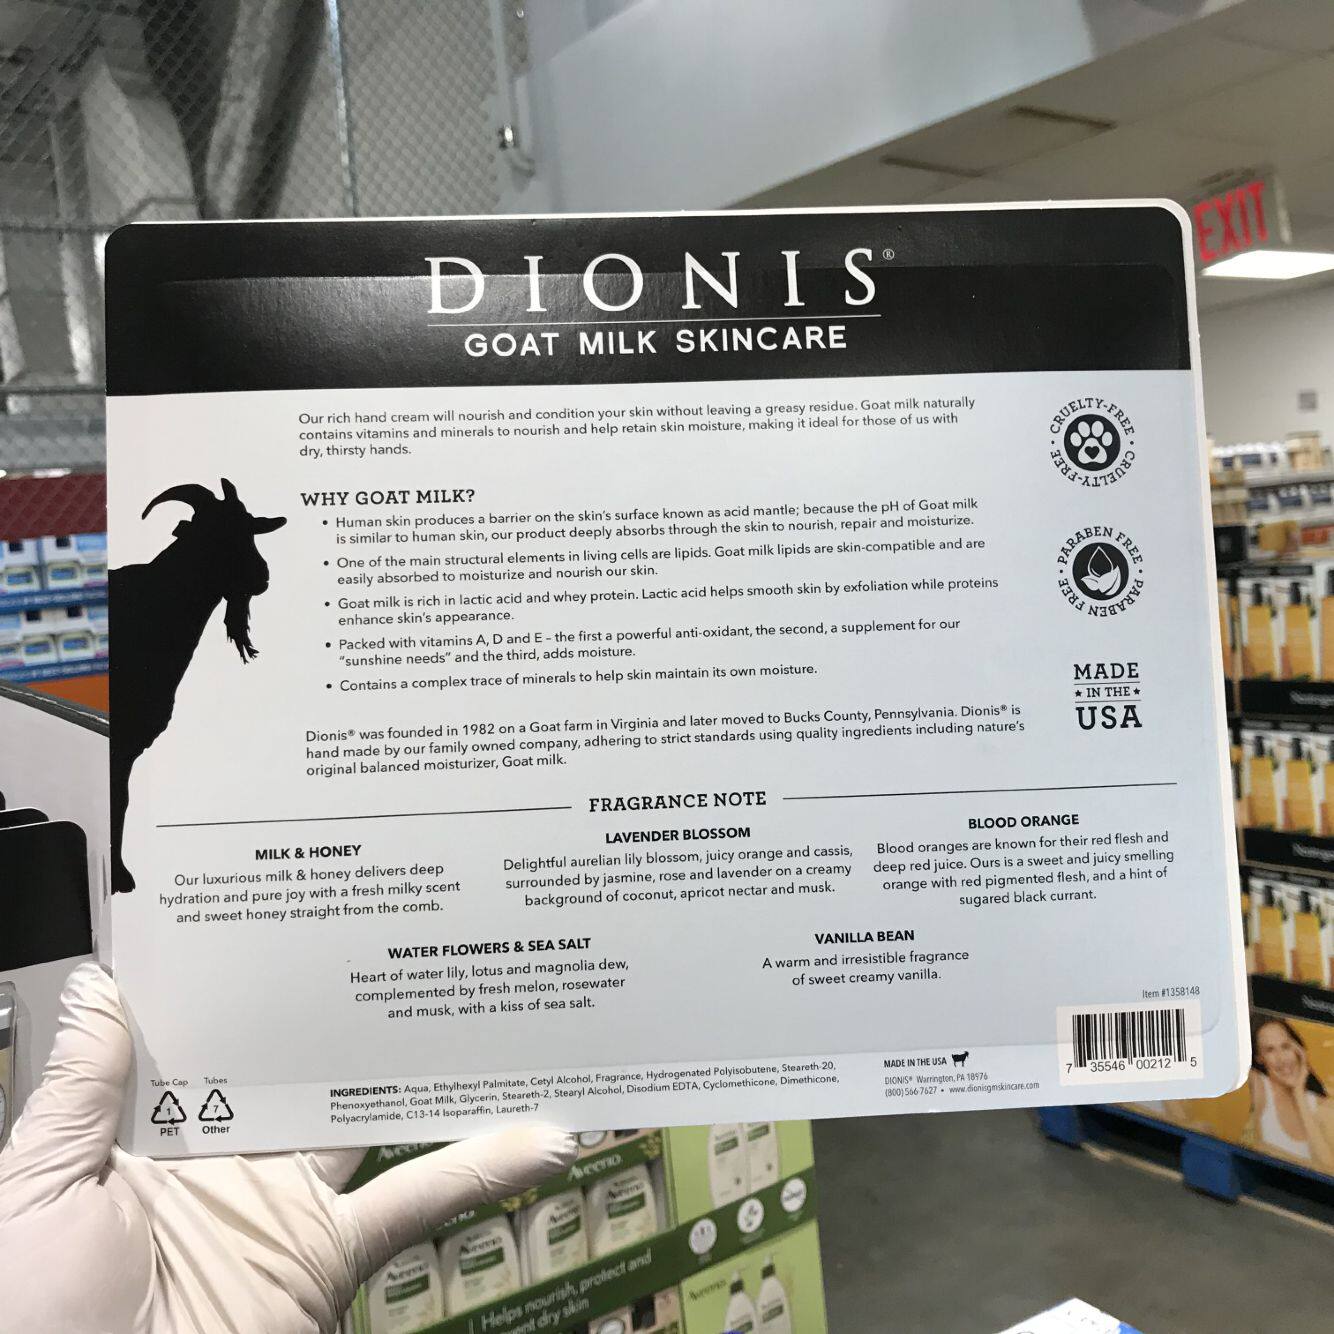 EXIT
DIONIS®
GOAT MILK SKINCARE
Our rich hand cream will nourish and condition your skin without leaving a greasy residue. Goat milk naturally
contains vitamins and minerals to nourish and help retain skin moisture, making it ideal for those of us with
dry, thirsty hands.
CRUELTY-FREE • CRUELTY-FREE •
WHY GOAT MILK?
• Human skin produces a barrier on the skin's surface known as acid mantle; because the pH of Goat milk
is similar to human skin, our product deeply absorbs through the skin to nourish, repair and moisturize.
• One of the main structural elements in living cells are lipids. Goat milk lipids are skin-compatible and are
easily absorbed to moisturize and nourish our skin.
• Goat milk is rich in lactic acid and whey protein. Lactic acid helps smooth skin by exfoliation while proteins
enhance skin's appearance.
• Packed with vitamins A, D and E – the first a powerful anti-oxidant, the second, a supplement for our
"sunshine needs" and the third, adds moisture.
• Contains a complex trace of minerals to help skin maintain its own moisture.
PARABEN FREE • PARABEN FREE •
MADE
★ IN THE ★
USA
Dionis® was founded in 1982 on a Goat farm in Virginia and later moved to Bucks County, Pennsylvania. Dionis® is
hand made by our family owned company, adhering to strict standards using quality ingredients including nature's
original balanced moisturizer, Goat milk.
FRAGRANCE NOTE
MILK & HONEY
Our luxurious milk & honey delivers deep
hydration and pure joy with a fresh milky scent
and sweet honey straight from the comb.
LAVENDER BLOSSOM
Delightful aurelian lily blossom, juicy orange and cassis,
surrounded by jasmine, rose and lavender on a creamy
background of coconut, apricot nectar and musk.
BLOOD ORANGE
Blood oranges are known for their red flesh and
deep red juice. Ours is a sweet and juicy smelling
orange with red pigmented flesh, and a hint of
sugared black currant.
WATER FLOWERS & SEA SALT
Heart of water lily, lotus and magnolia dew,
complemented by fresh melon, rosewater
and musk, with a kiss of sea salt.
VANILLA BEAN
A warm and irresistible fragrance
of sweet creamy vanilla.
Item #1358148
7 35546 00212 5
Tube Cap
1
PET
Tubes
7
Other
INGREDIENTS: Aqua, Ethylhexyl Palmitate, Cetyl Alcohol, Fragrance, Hydrogenated Polyisobutene, Steareth-20,
Phenoxyethanol, Goat Milk, Glycerin, Steareth-2, Stearyl Alcohol, Disodium EDTA, Cyclomethicone, Dimethicone,
Polyacrylamide, C13-14 Isoparaffin, Laureth-7
MADE IN THE USA
DIONIS® Warrington, PA 18976
(800) 566-7627 • www.dionisgmskincare.com
Aveeno
Aveeno
Aveeno
Aveeno
Aveeno
Helps nourish, protect and
dry skin